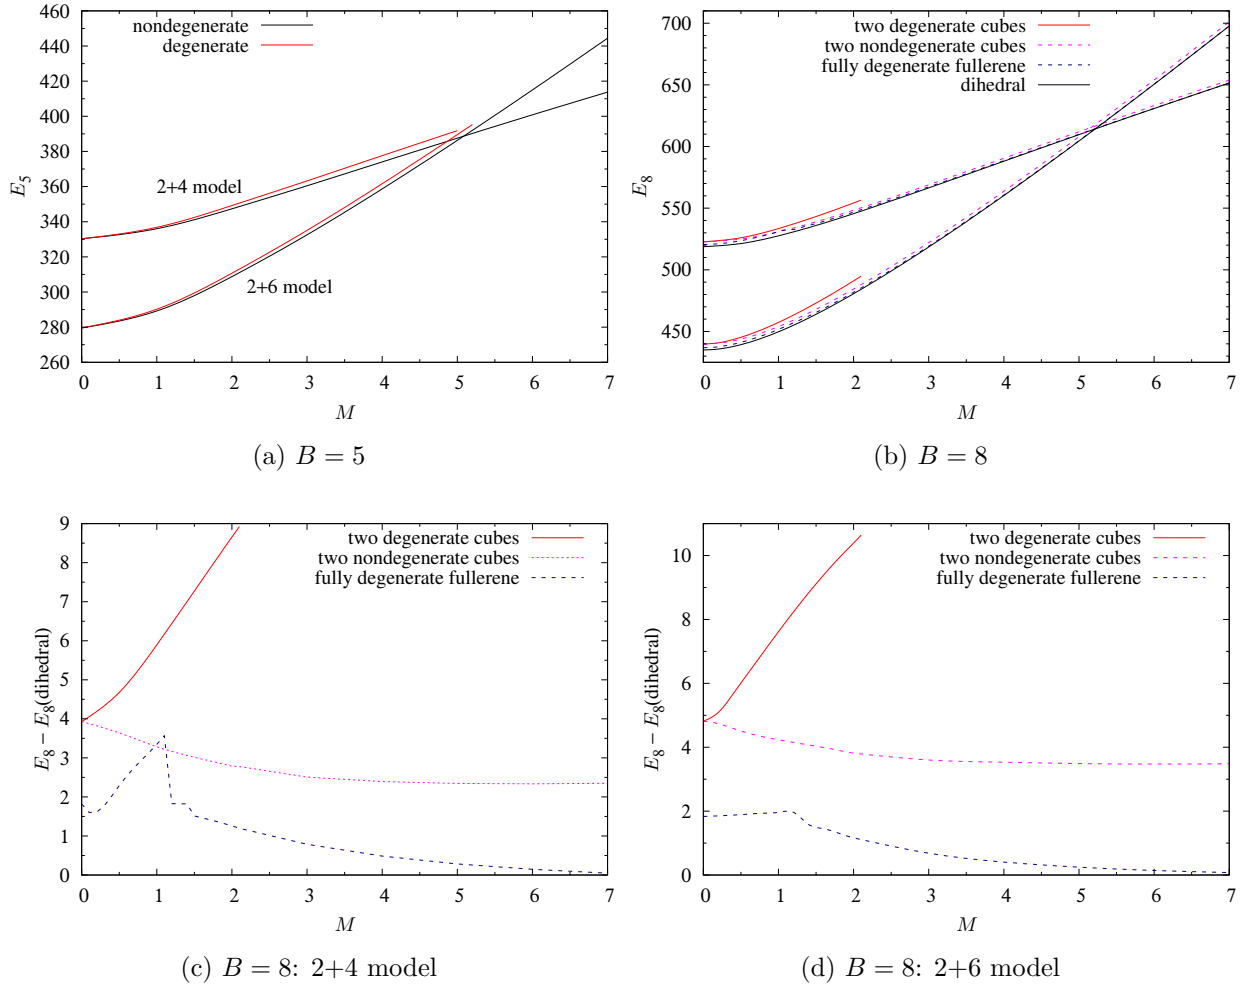 460
440
420
400
380
360
340
320
300
280
260
E5
nondegenerate
degenerate
2+4 model
2+6 model
0 1 2 3 4 5 6 7
M
(a) B = 5
700
650
600
550
500
450
E8
two degenerate cubes
two nondegenerate cubes
fully degenerate fullerene
dihedral
0 1 2 3 4 5 6 7
M
(b) B = 8
9
8
7
6
5
4
3
2
1
0
E8 − E8(dihedral)
two degenerate cubes
two nondegenerate cubes
fully degenerate fullerene
0 1 2 3 4 5 6 7
M
(c) B = 8: 2+4 model
10
8
6
4
2
0
E8 − E8(dihedral)
two degenerate cubes
two nondegenerate cubes
fully degenerate fullerene
0 1 2 3 4 5 6 7
M
(d) B = 8: 2+6 model